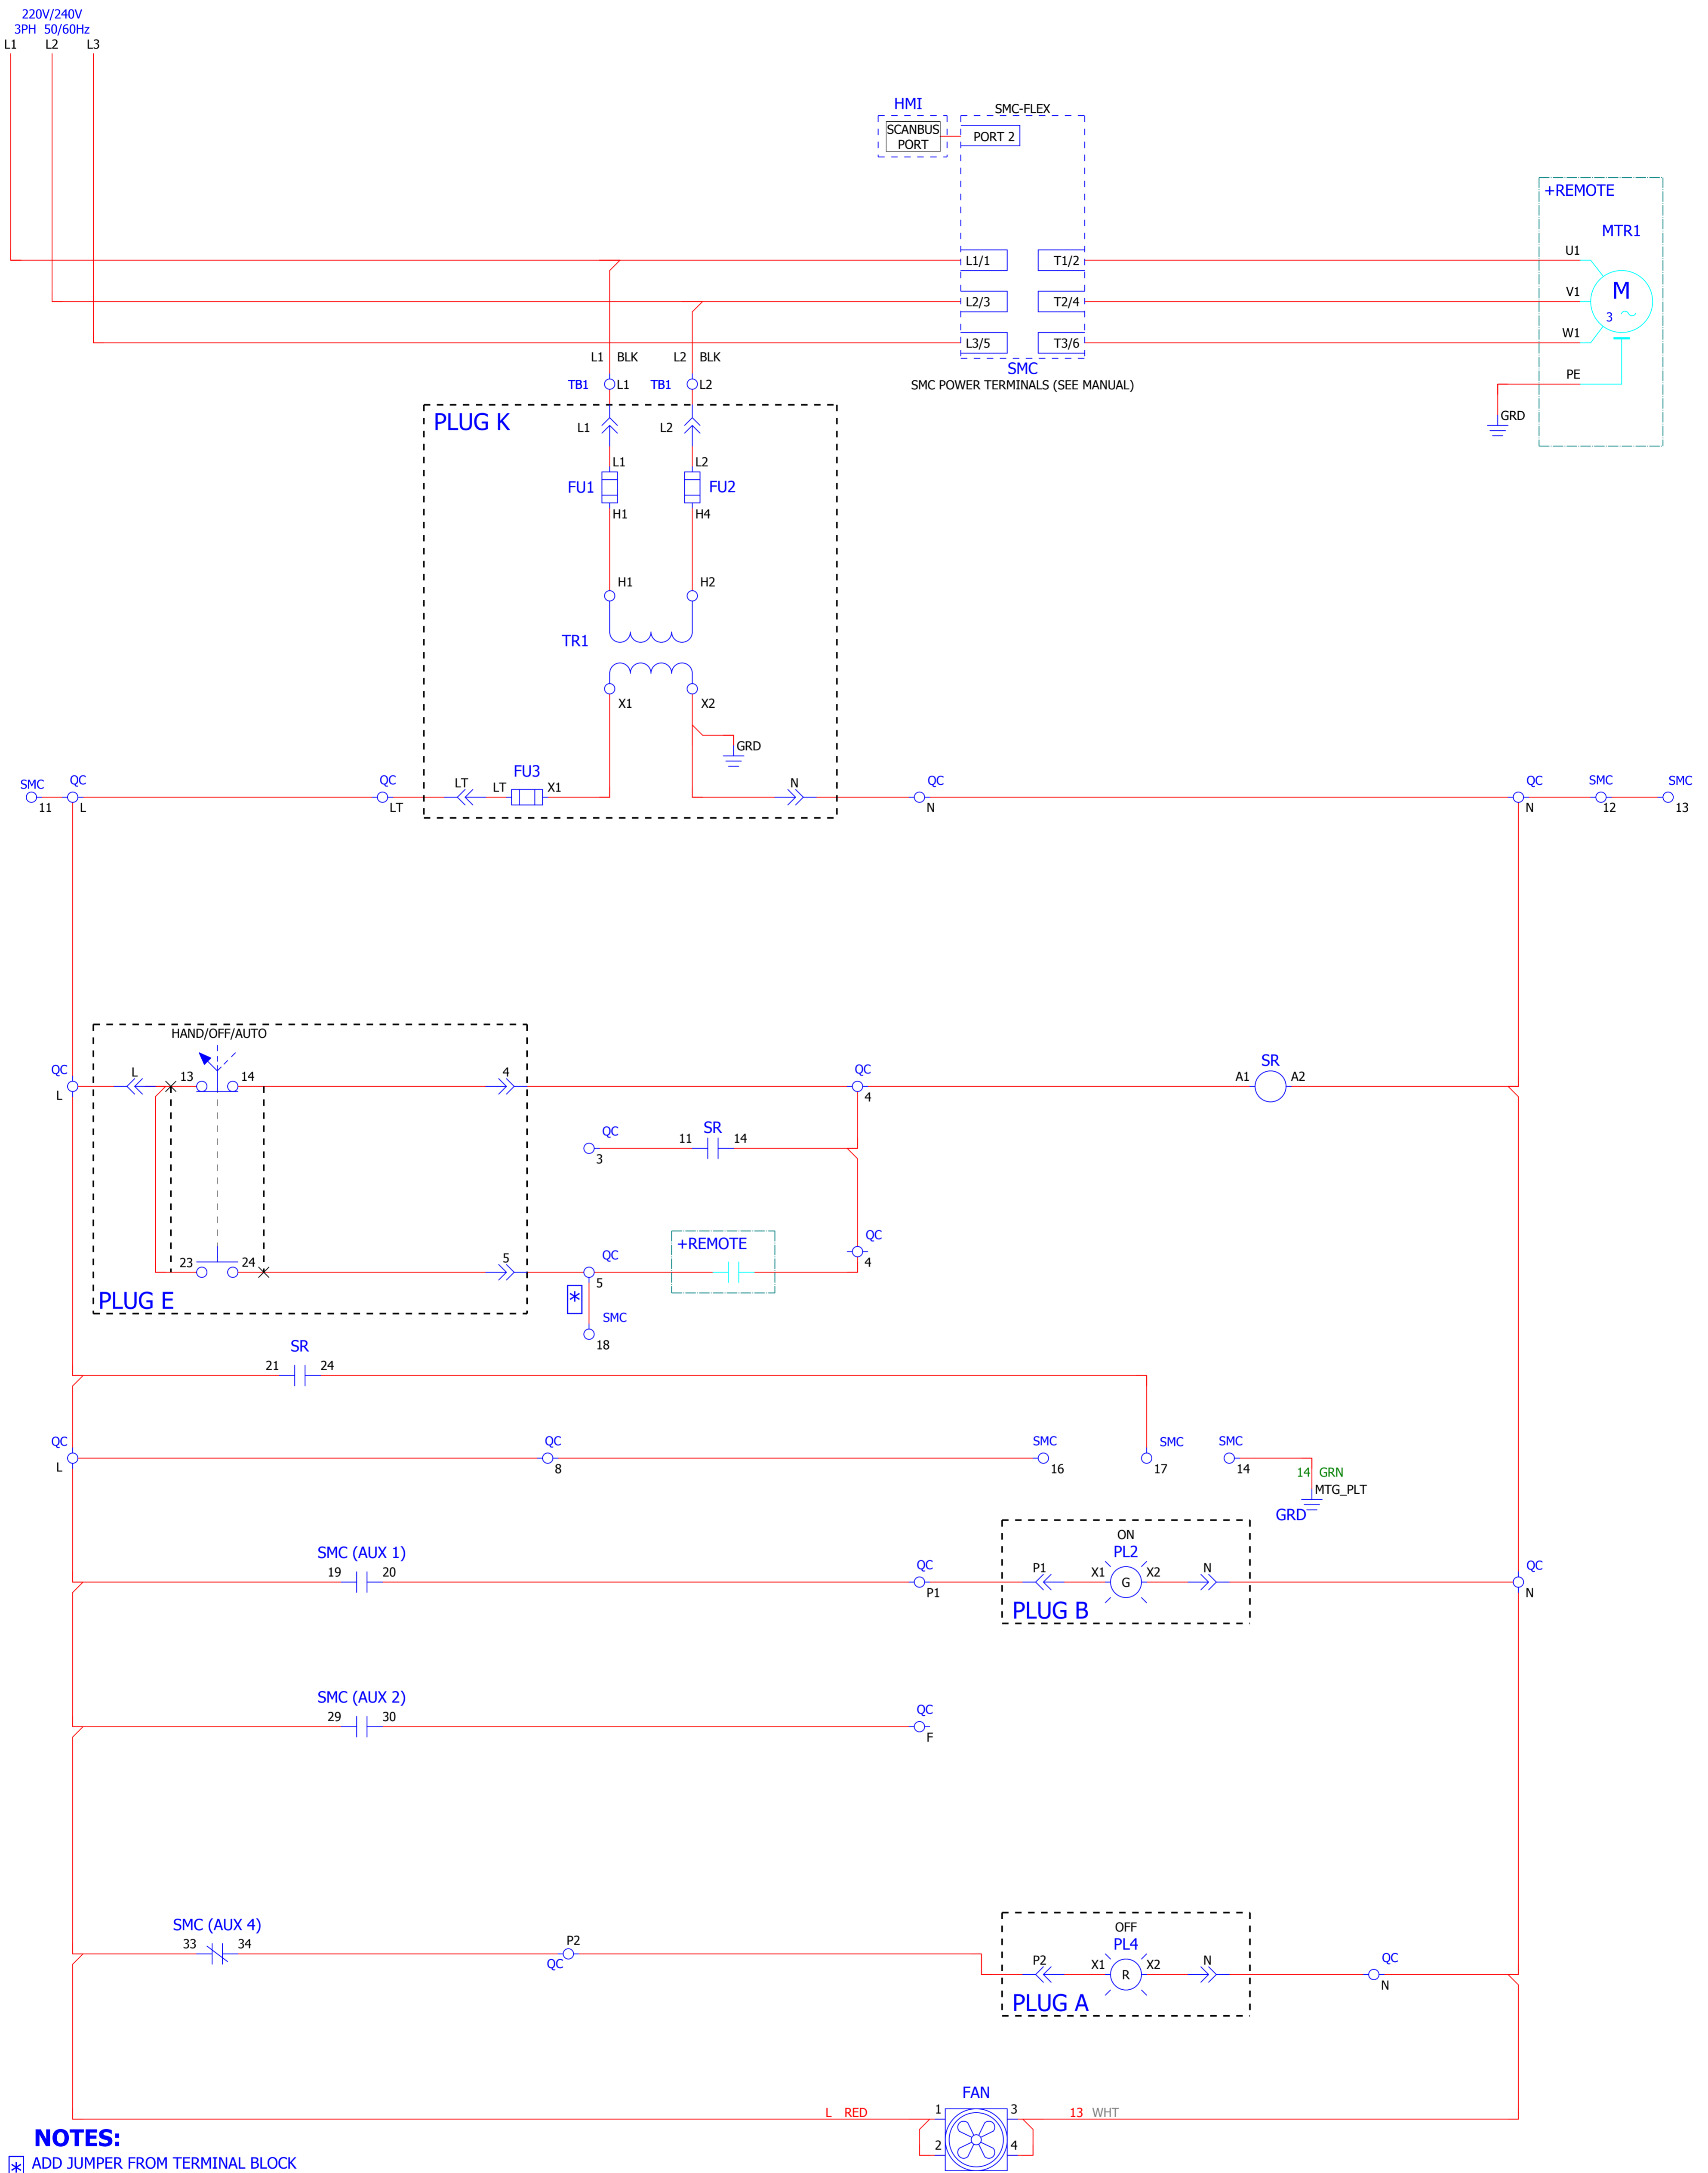 220V/240V
3PH 50/60Hz
L1 L2 L3
HMI
SCANBUS
PORT
SMC-FLEX
PORT 2
+REMOTE
MTR1
L1/1 T1/2 U1
L2/3 T2/4 V1
M
3
L3/5 T3/6 W1
SMC
SMC POWER TERMINALS (SEE MANUAL)
PE
GRD
L1 BLK L2 BLK
TB1 L1 TB1 L2
PLUG K
L1 L2
L1 L2
FU1 FU2
H1 H4
H1 H2
TR1
X1 X2
GRD
FU3
SMC QC QC LT LT X1 N QC QC SMC SMC
11 L LT N N 12 13
HAND/OFF/AUTO
QC L 13 14 4 QC SR
A1 A2
L 4
QC 11 SR 14
3
+REMOTE
QC
4
23 24 5 QC
5
PLUG E
*
SMC
18
SR
21 24
QC QC SMC SMC SMC
L 8 16 17 14
14 GRN
MTG_PLT
GRD
ON
SMC (AUX 1) PL2
19 20 QC P1 X1 G X2 N QC
P1 N
PLUG B
SMC (AUX 2)
29 30 QC
F
SMC (AUX 4) OFF
33 34 P2 PL4
QC
P2 X1 R X2 N QC
N
PLUG A
FAN
L RED 1 3 13 WHT
2 4
NOTES:
* ADD JUMPER FROM TERMINAL BLOCK